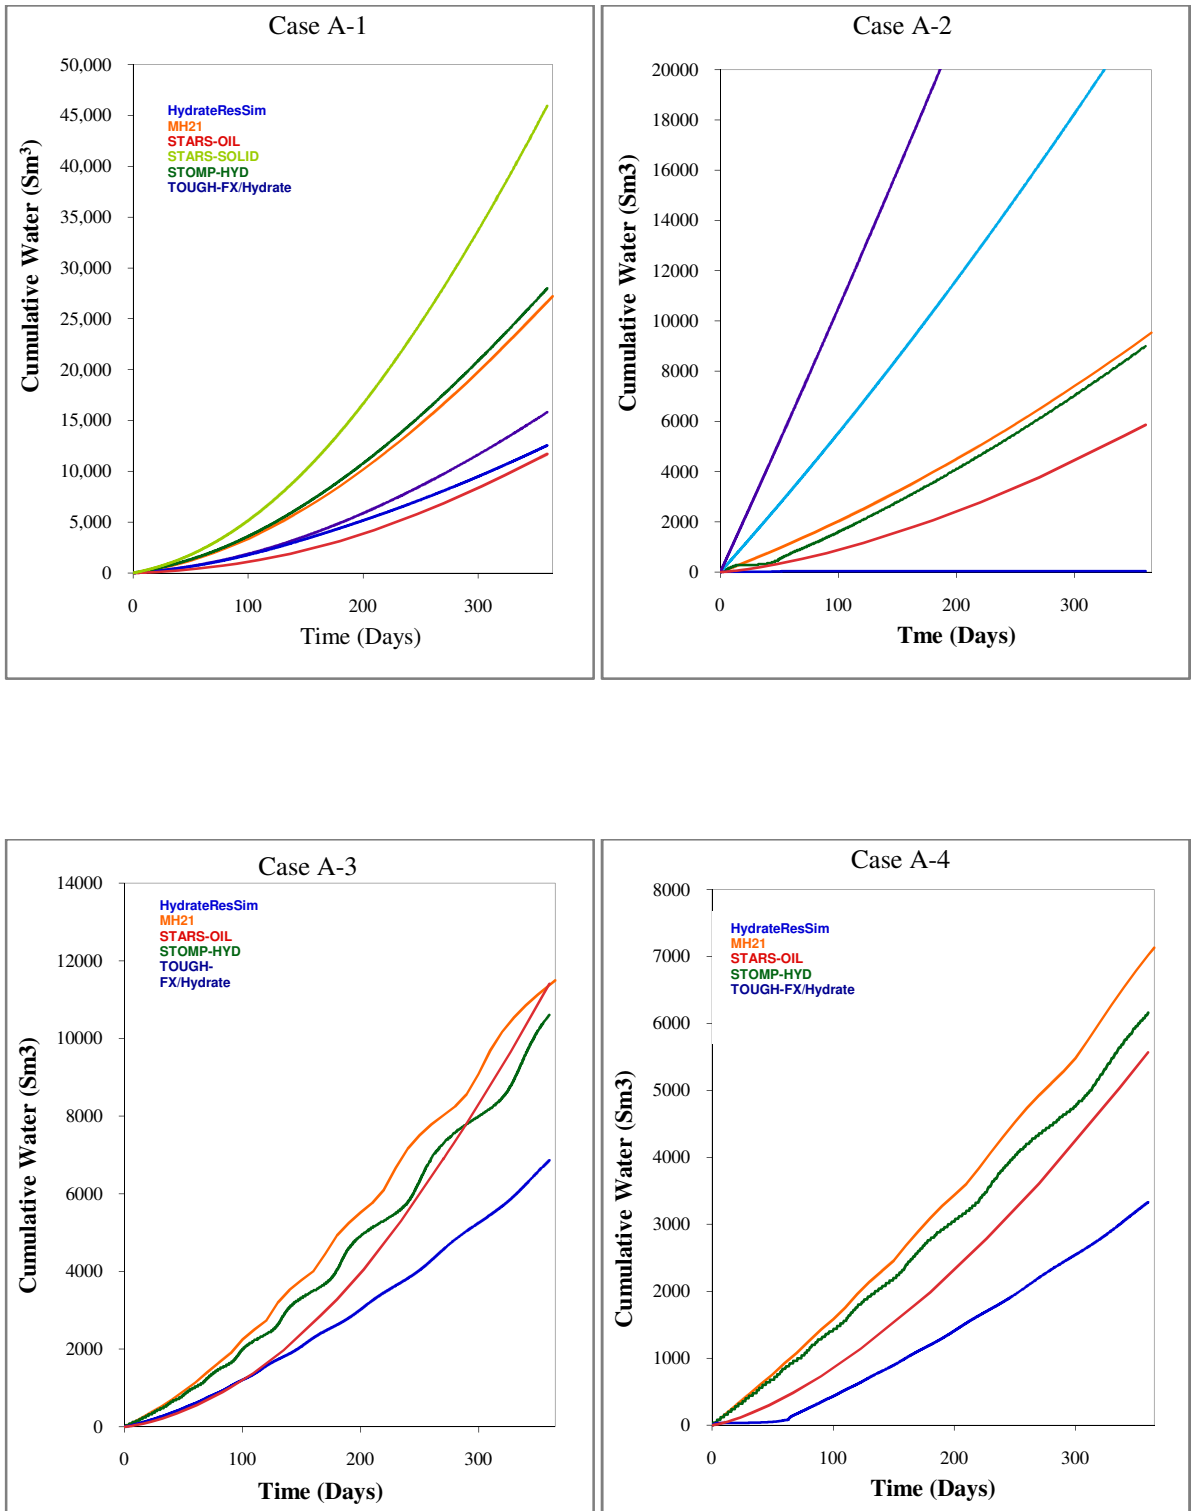 Case A-1
50,000
45,000
40,000
35,000
30,000
25,000
20,000
15,000
10,000
5,000
0
Cumulative Water (Sm³)
HydrateResSim
MH21
STARS-OIL
STARS-SOLID
STOMP-HYD
TOUGH-FX/Hydrate
0 100 200 300
Time (Days)
Case A-2
20000
18000
16000
14000
12000
10000
8000
6000
4000
2000
0
Cumulative Water (Sm3)
0 100 200 300
Tme (Days)
Case A-3
14000
12000
10000
8000
6000
4000
2000
0
Cumulative Water (Sm3)
HydrateResSim
MH21
STARS-OIL
STOMP-HYD
TOUGH-
FX/Hydrate
0 100 200 300
Time (Days)
Case A-4
8000
7000
6000
5000
4000
3000
2000
1000
0
Cumulative Water (Sm3)
HydrateResSim
MH21
STARS-OIL
STOMP-HYD
TOUGH-FX/Hydrate
0 100 200 300
Time (Days)